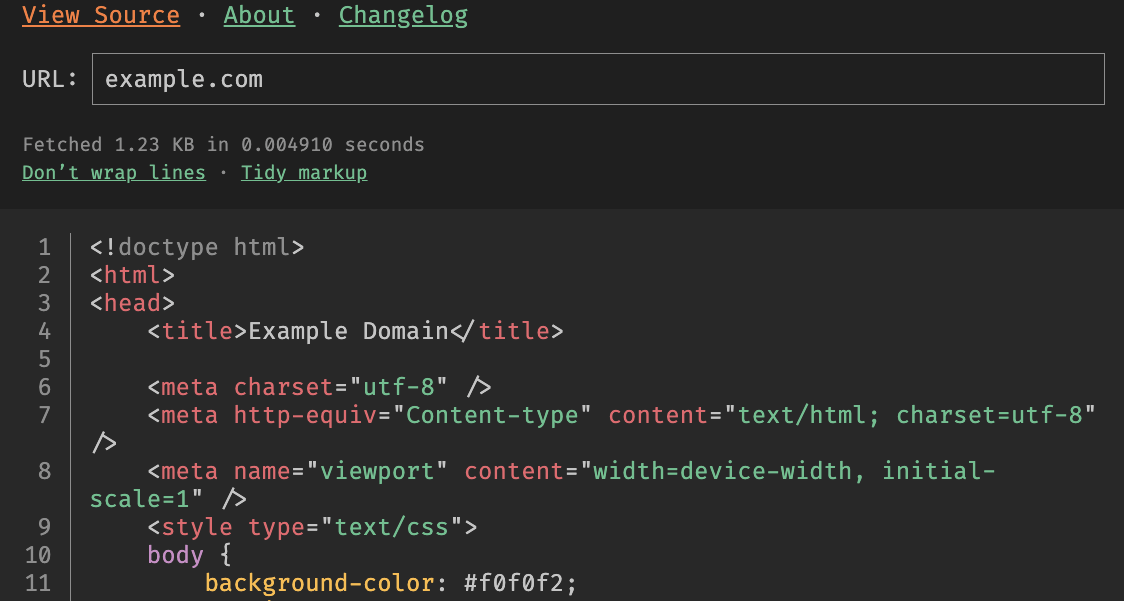 View Source · About · Changelog
URL: example.com
Fetched 1.23 KB in 0.004910 seconds
Don’t wrap lines · Tidy markup
1 <!doctype html>
2 <html>
3 <head>
4     <title>Example Domain</title>
5
6     <meta charset="utf-8" />
7     <meta http-equiv="Content-type" content="text/html; charset=utf-8"
/>
8     <meta name="viewport" content="width=device-width, initial-
scale=1" />
9     <style type="text/css">
10     body {
11         background-color: #f0f0f2;